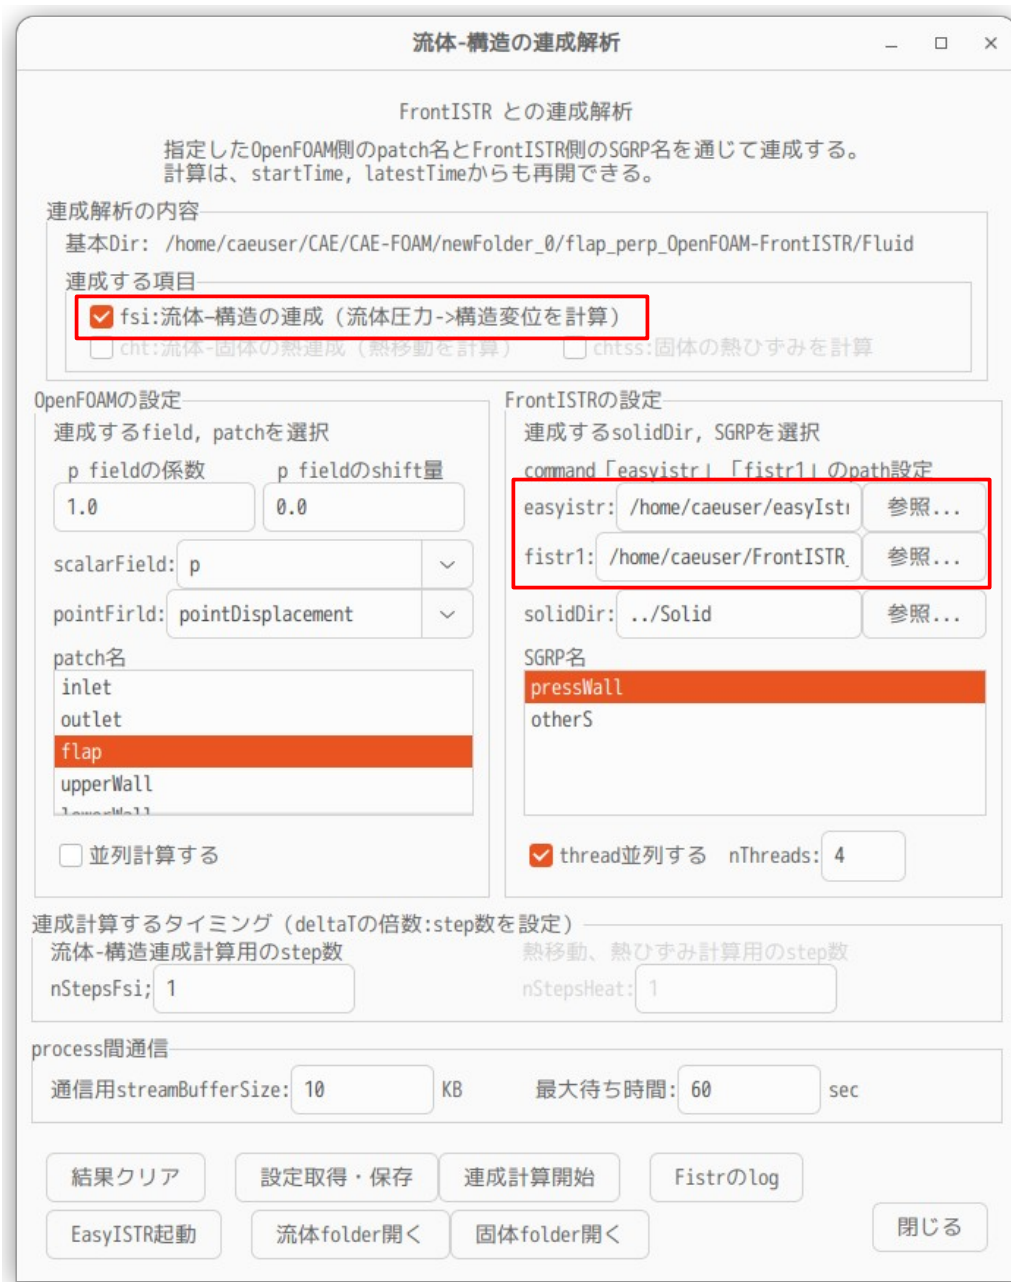 流体-構造の連成解析
FrontISTR との連成解析
指定したOpenFOAM側のpatch名とFrontISTR側のSGRP名を通じて連成する。
計算は、startTime, latestTimeからも再開できる。
連成解析の内容
基本Dir: /home/caeuser/CAE/CAE-FOAM/newFolder_0/flap_perp_OpenFOAM-FrontISTR/Fluid
連成する項目
fsi:流体-構造の連成(流体圧力->構造変位を計算)
cht:流体-固体の熱連成(熱移動を計算) chtss:固体の熱ひずみを計算
OpenFOAMの設定
連成するfield, patchを選択
p fieldの係数 p fieldのshift量
1.0 0.0
scalarField: p
pointFirld: pointDisplacement
patch名
inlet
outlet
flap
upperWall
lowerWall
並列計算する
FrontISTRの設定
連成するsolidDir, SGRPを選択
command「easyistr」「fistr1」のpath設定
easyistr: /home/caeuser/easyIst 参照...
fistr1: /home/caeuser/FrontISTR_ 参照...
solidDir: ../Solid 参照...
SGRP名
pressWall
otherS
thread並列する nThreads: 4
連成計算するタイミング(deltaTの倍数:step数を設定)
流体-構造連成計算用のstep数 熱移動、熱ひずみ計算用のstep数
nStepsFsi; 1 nStepsHeat: 1
process間通信
通信用streamBufferSize: 10 KB 最大待ち時間: 60 sec
結果クリア 設定取得・保存 連成計算開始 Fistrのlog
EasyISTR起動 流体folder開く 固体folder開く 閉じる